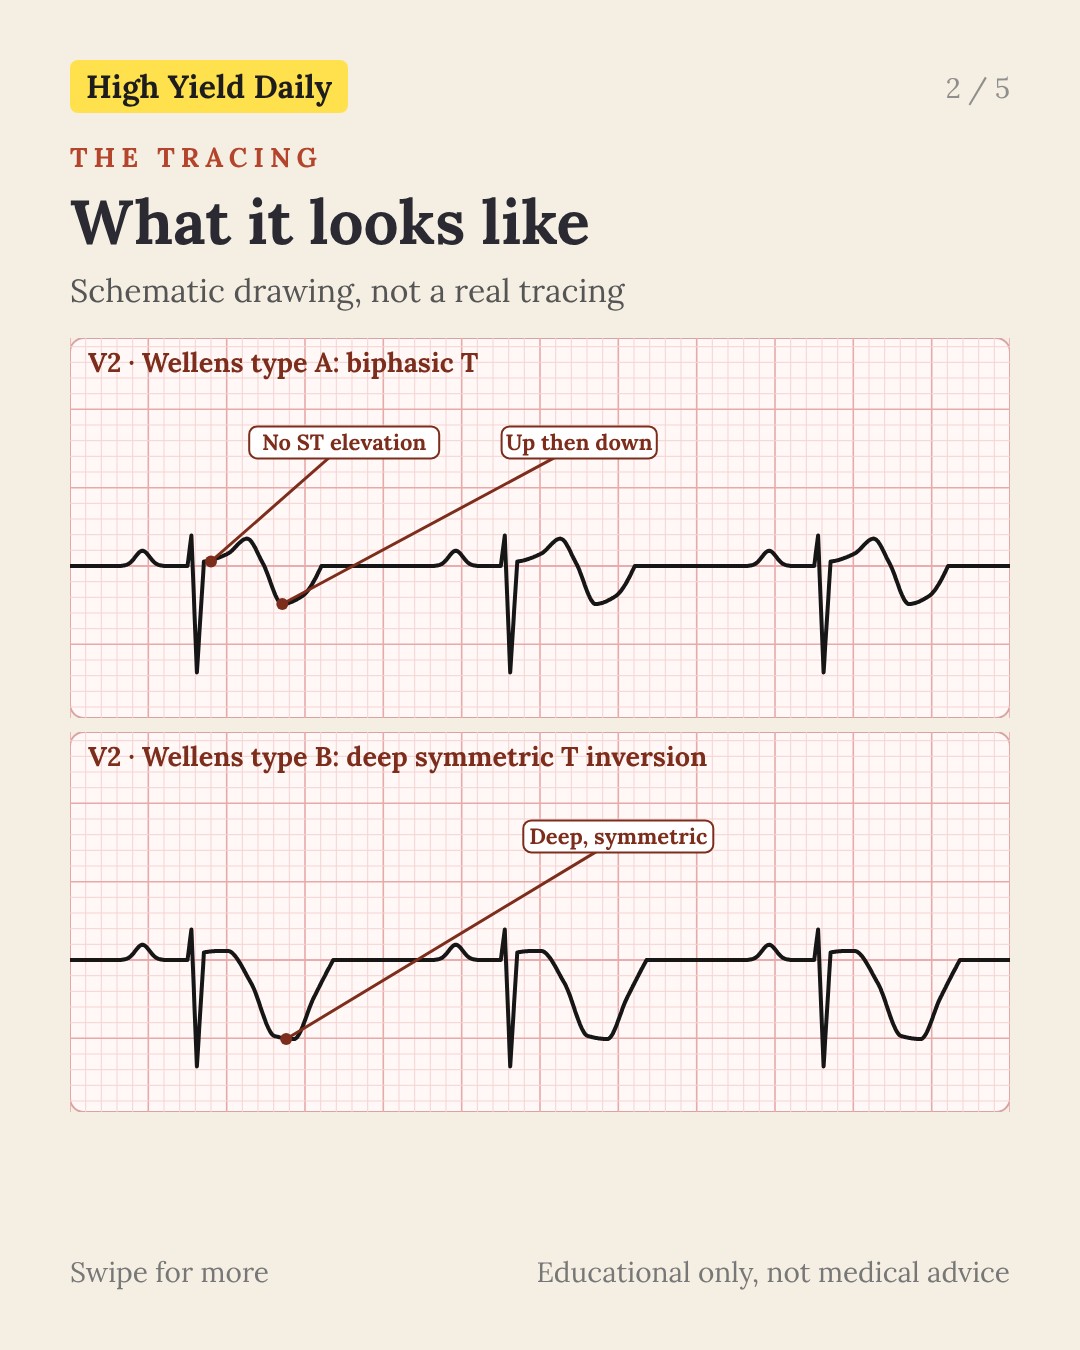 High Yield Daily
2 / 5
THE TRACING
What it looks like
Schematic drawing, not a real tracing
V2 · Wellens type A: biphasic T
No ST elevation
Up then down
V2 · Wellens type B: deep symmetric T inversion
Deep, symmetric
Swipe for more
Educational only, not medical advice